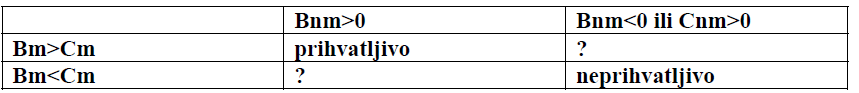 Bnm>0 Bnm<0 ili Cnm>0
Bm>Cm prihvatljivo ?
Bm<Cm ? neprihvatljivo